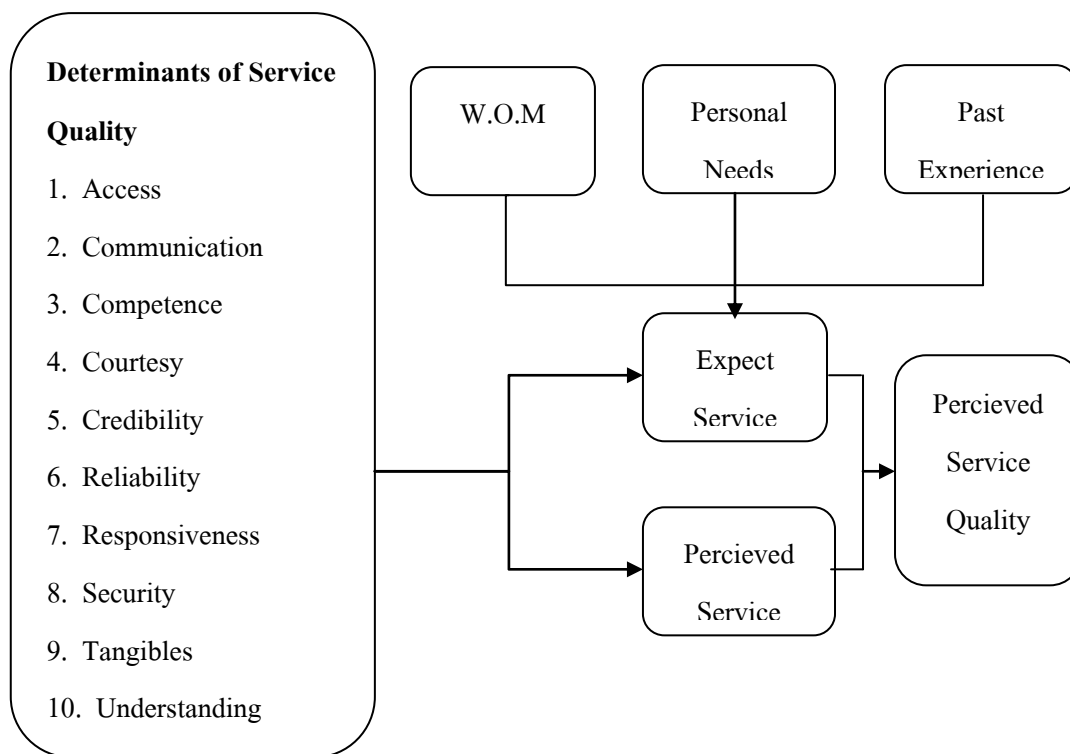 Determinants of Service
Quality
1. Access
2. Communication
3. Competence
4. Courtesy
5. Credibility
6. Reliability
7. Responsiveness
8. Security
9. Tangibles
10. Understanding
W.O.M
Personal
Needs
Past
Experience
Expect
Service
Percieved
Service
Percieved
Service
Quality